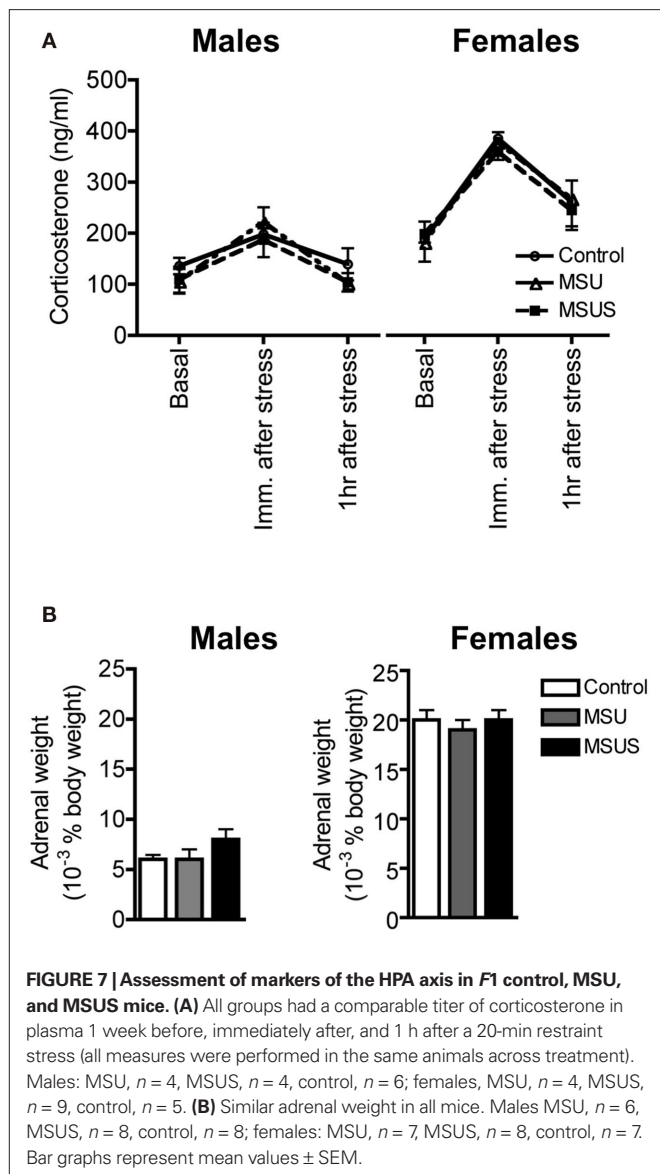 A
Males
Females
Corticosterone (ng/ml)
500
400
300
200
100
0
Control
MSU
MSUS
Basal
Imm. after stress
1hr after stress
Basal
Imm. after stress
1hr after stress
B
Males
Females
Adrenal weight
(10⁻³ % body weight)
25
20
15
10
5
0
Adrenal weight
(10⁻³ % body weight)
25
20
15
10
5
0
Control
MSU
MSUS
FIGURE 7 | Assessment of markers of the HPA axis in F1 control, MSU,
and MSUS mice. (A) All groups had a comparable titer of corticosterone in
plasma 1 week before, immediately after, and 1 h after a 20-min restraint
stress (all measures were performed in the same animals across treatment).
Males: MSU, n = 4, MSUS, n = 4, control, n = 6; females, MSU, n = 4, MSUS,
n = 9, control, n = 5. (B) Similar adrenal weight in all mice. Males MSU, n = 6,
MSUS, n = 8, control, n = 8; females: MSU, n = 7, MSUS, n = 8, control, n = 7.
Bar graphs represent mean values ± SEM.